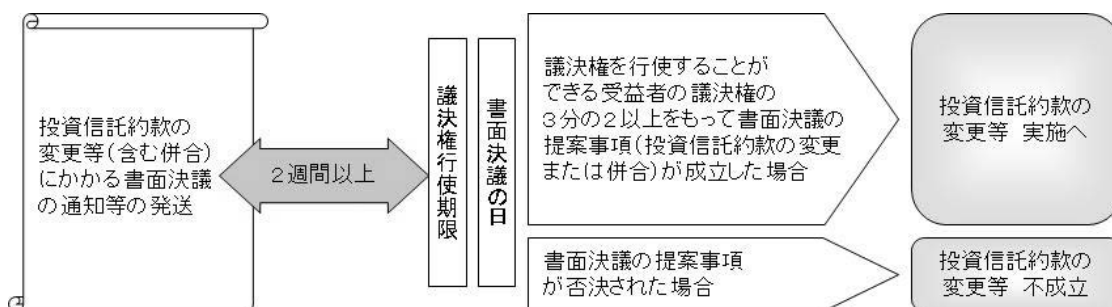 投資信託約款の
変更等(含む併合)
にかかる書面決議
の通知等の発送
２週間以上
議決権行使期限
書面決議の日
議決権を行使することが
できる受益者の議決権の
３分の２以上をもって書面決議の
提案事項(投資信託約款の変更
または併合)が成立した場合
投資信託約款の
変更等 実施へ
書面決議の提案事項
が否決された場合
投資信託約款の
変更等 不成立